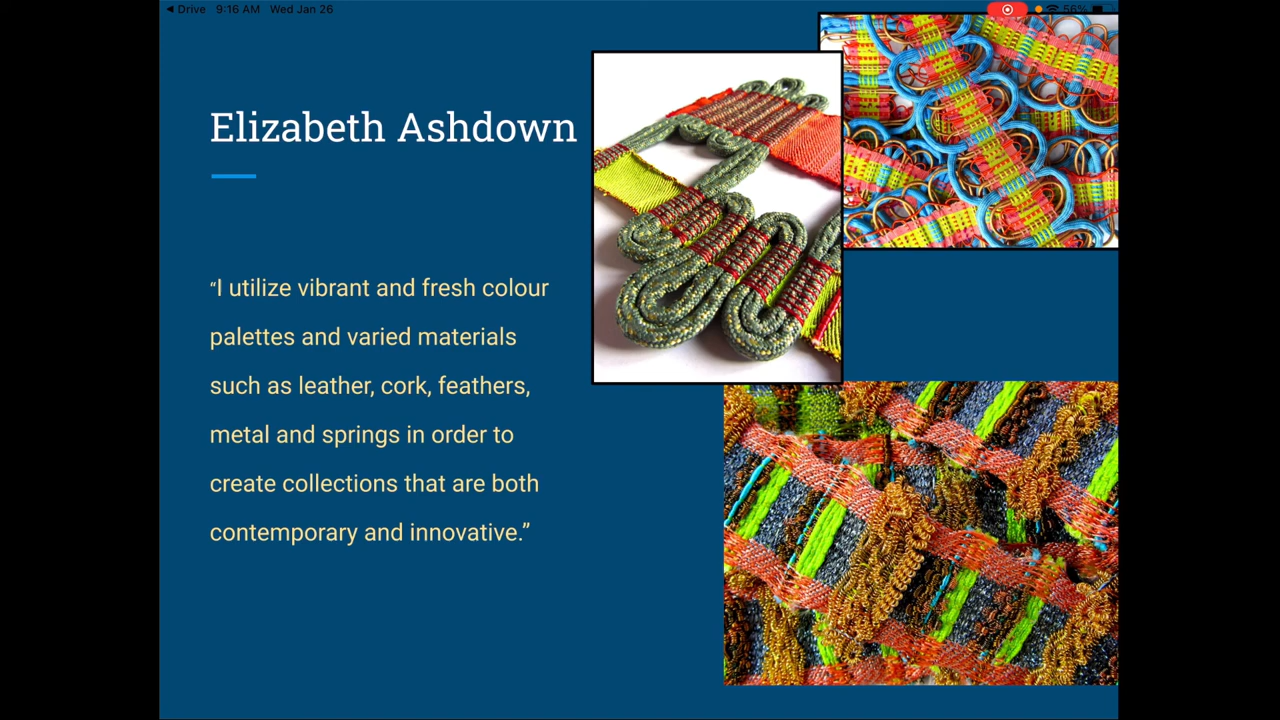 ◀ Drive 9:16 AM Wed Jan 26 56%
Elizabeth Ashdown
“I utilize vibrant and fresh colour
palettes and varied materials
such as leather, cork, feathers,
metal and springs in order to
create collections that are both
contemporary and innovative.”